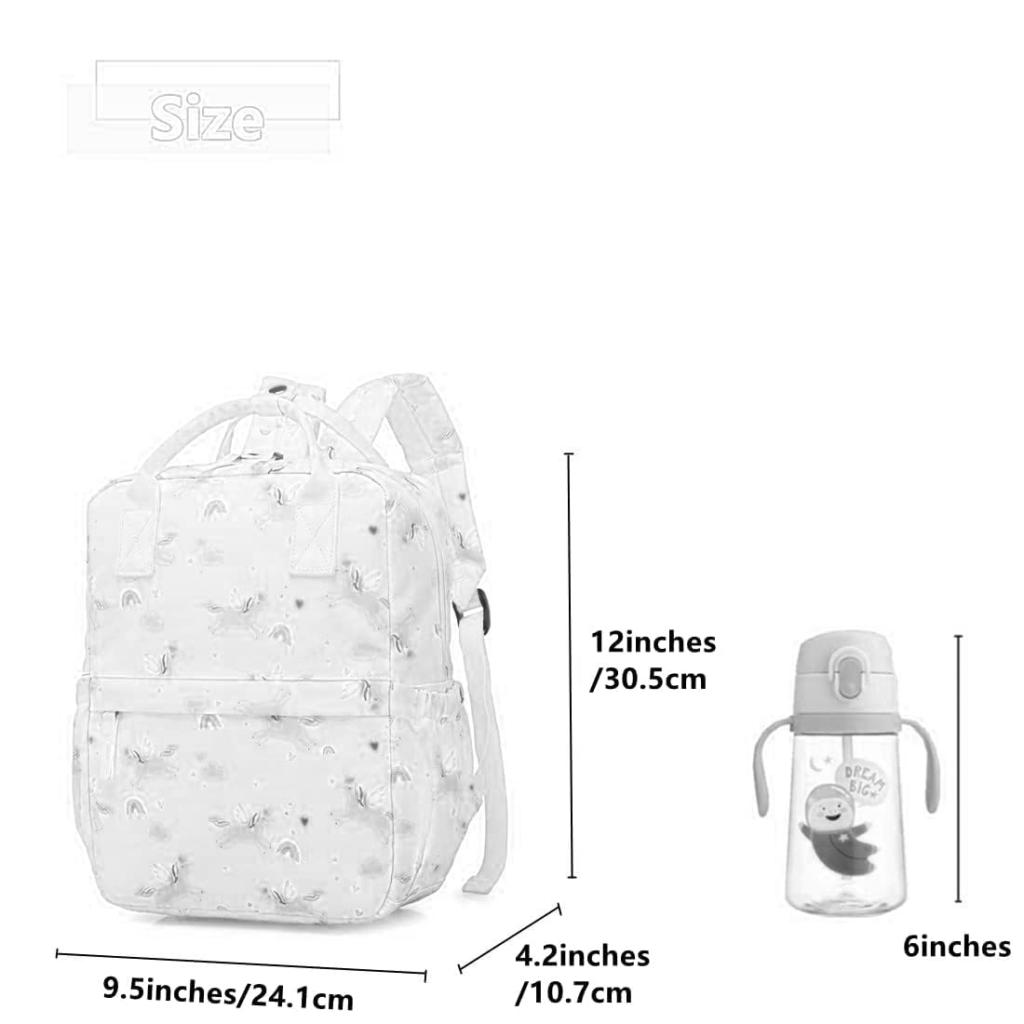 Size
12inches
/30.5cm
DREAM
BIG
6inches
4.2inches
/10.7cm
9.5inches/24.1cm